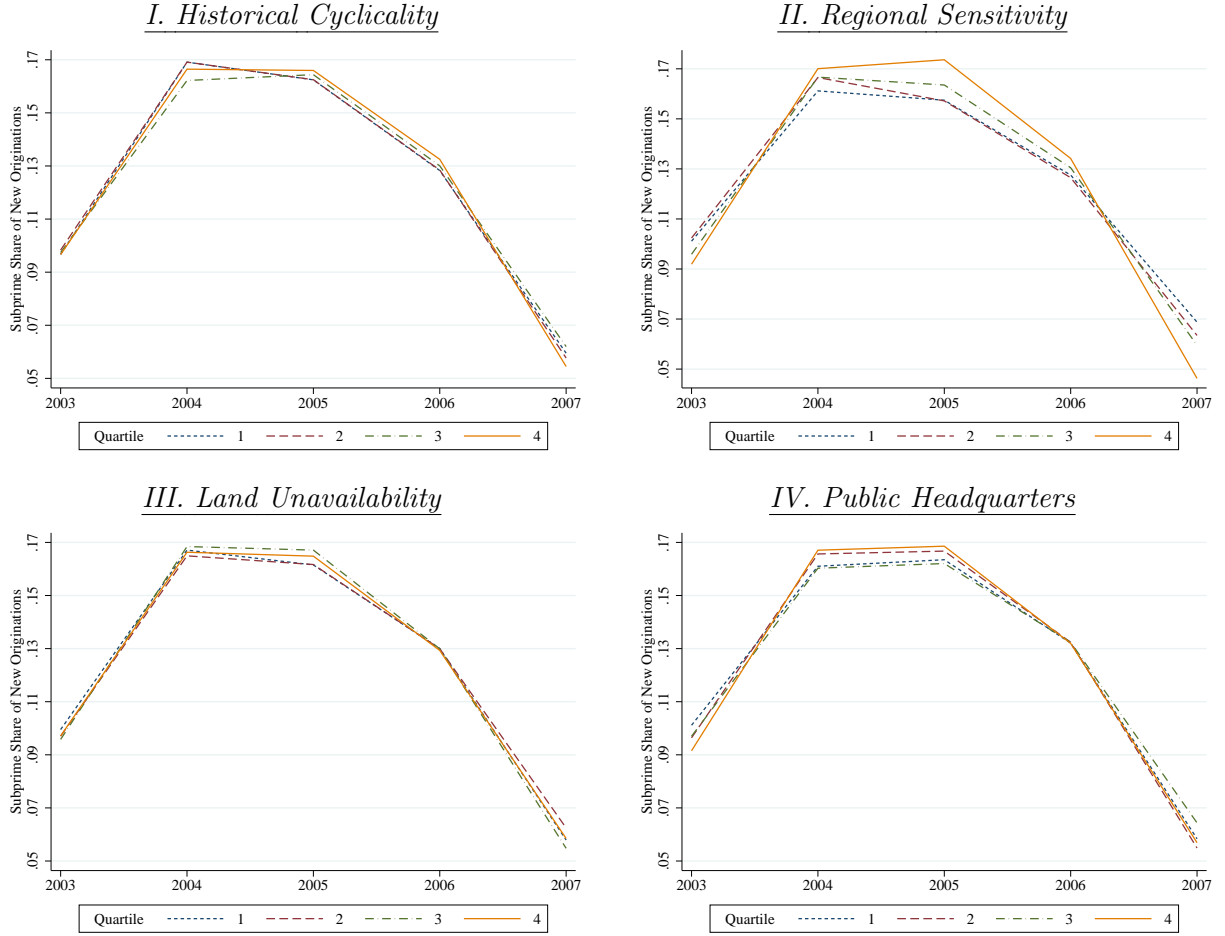 I. Historical Cyclicality
Subprime Share of New Originations
.17
.15
.13
.11
.09
.07
.05
2003 2004 2005 2006 2007
Quartile 1 2 3 4
II. Regional Sensitivity
Subprime Share of New Originations
.17
.15
.13
.11
.09
.07
.05
2003 2004 2005 2006 2007
Quartile 1 2 3 4
III. Land Unavailability
Subprime Share of New Originations
.17
.15
.13
.11
.09
.07
.05
2003 2004 2005 2006 2007
Quartile 1 2 3 4
IV. Public Headquarters
Subprime Share of New Originations
.17
.15
.13
.11
.09
.07
.05
2003 2004 2005 2006 2007
Quartile 1 2 3 4